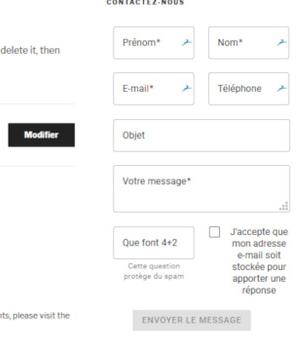 CONTACTEZ-NOUS
Prénom*
Nom*
delete it, then
E-mail*
Téléphone
Modifier
Objet
Votre message*
Que font 4+2
Cette question
protège du spam
J'accepte que
mon adresse
e-mail soit
stockée pour
apporter une
réponse
nts, please visit the
ENVOYER LE MESSAGE